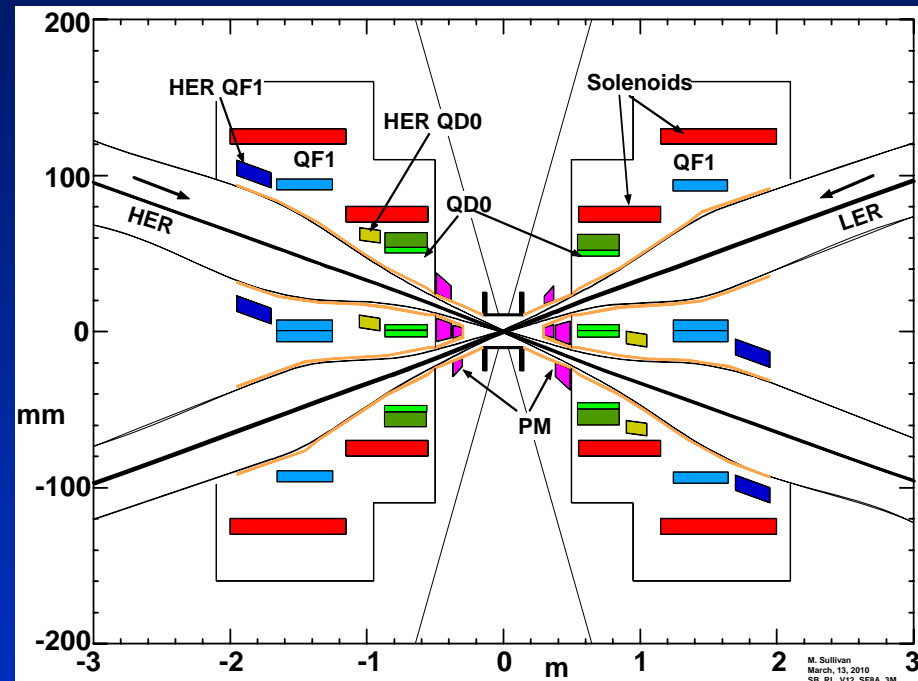 200
HER QF1
Solenoids
HER QD0
QF1
QF1
100
QD0
HER
LER
0
mm
PM
-100
-200
-3
-2
-1
0
m
1
2
3
M. Sullivan
March, 13, 2010
SB_RL_V12_SF8A_3M